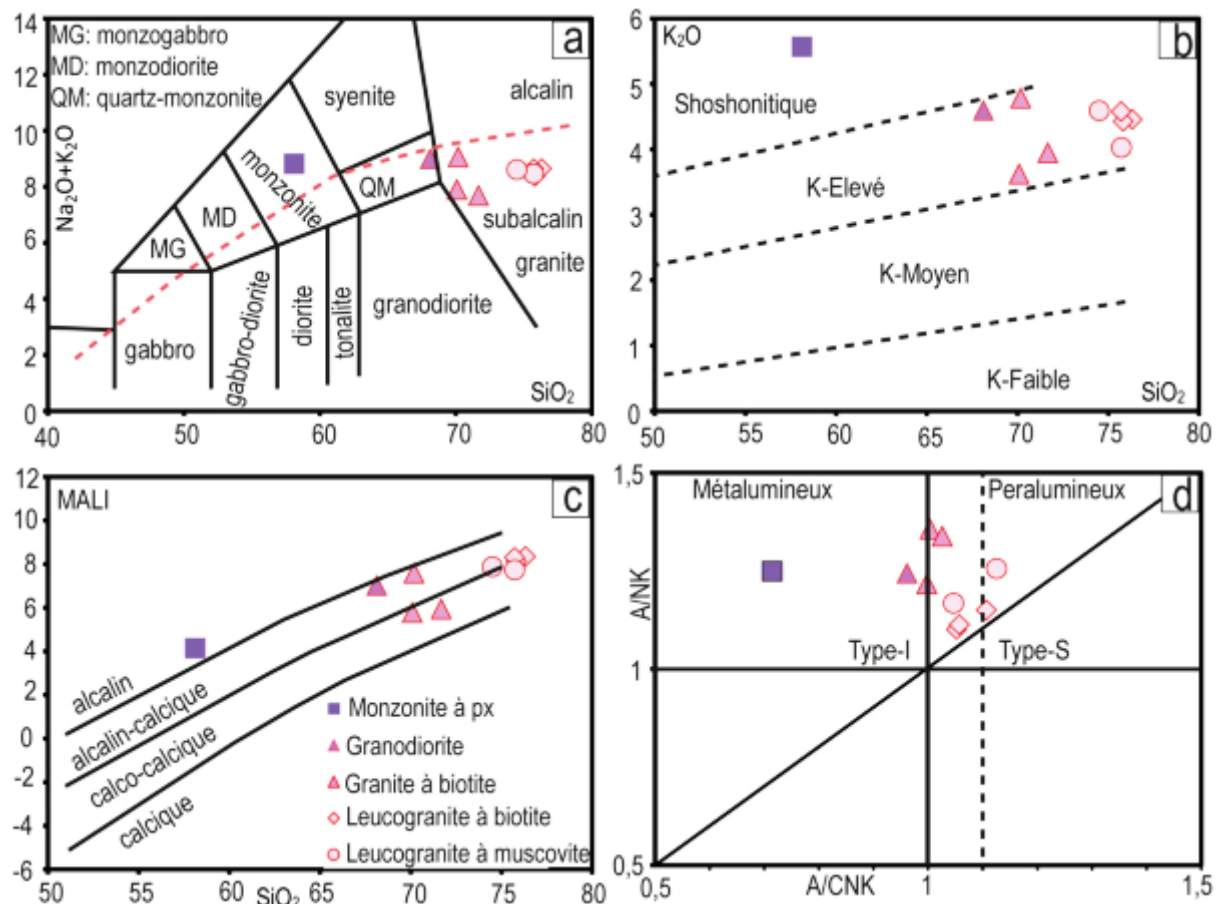 a
MG: monzogabbro
MD: monzodiorite
QM: quartz-monzonite
alcalin
syenite
monzonite
QM
MD
MG
subalcalin
granite
gabbro
gabbro-diorite
diorite
tonalite
granodiorite
Na₂O+K₂O
14
12
10
8
6
4
2
0
40 50 60 70 80
SiO₂
b
K₂O
Shoshonitique
K-Elevé
K-Moyen
K-Faible
6
5
4
3
2
1
0
50 55 60 65 70 75 80
SiO₂
c
MALI
alcalin
alcalin-calcique
calco-calcique
calcique
Monzonite à px
Granodiorite
Granite à biotite
Leucogranite à biotite
Leucogranite à muscovite
12
10
8
6
4
2
0
-2
-4
-6
50 55 60 65 70 75 80
SiO₂
d
Métalumineux
Peralumineux
Type-I
Type-S
A/NK
1,5
1
0,5
0,5 1 1,5
A/CNK